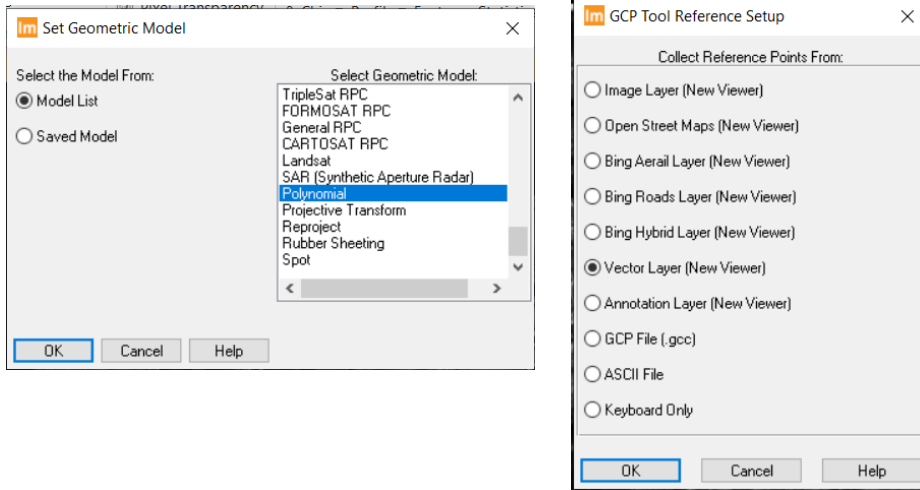 Im Set Geometric Model
Select the Model From:
Model List
Saved Model
Select Geometric Model:
TripleSat RPC
FORMOSAT RPC
General RPC
CARTOSAT RPC
Landsat
SAR (Synthetic Aperture Radar)
Polynomial
Projective Transform
Reproject
Rubber Sheeting
Spot
OK Cancel Help
Im GCP Tool Reference Setup
Collect Reference Points From:
Image Layer (New Viewer)
Open Street Maps (New Viewer)
Bing Aerail Layer (New Viewer)
Bing Roads Layer (New Viewer)
Bing Hybrid Layer (New Viewer)
Vector Layer (New Viewer)
Annotation Layer (New Viewer)
GCP File (.gcc)
ASCII File
Keyboard Only
OK Cancel Help